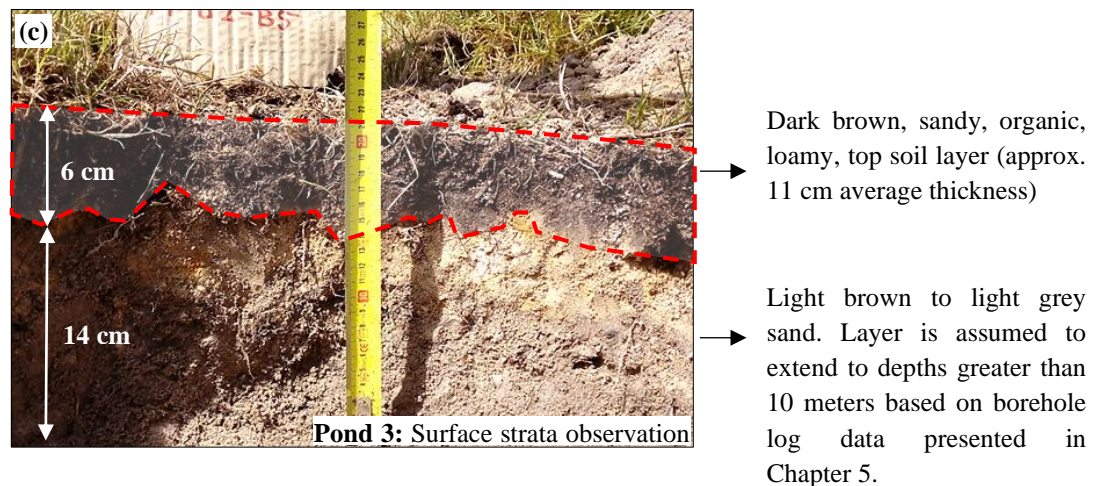 (c)
6 cm
14 cm
Pond 3: Surface strata observation
Dark brown, sandy, organic,
loamy, top soil layer (approx.
11 cm average thickness)
Light brown to light grey
sand. Layer is assumed to
extend to depths greater than
10 meters based on borehole
log data presented in
Chapter 5.